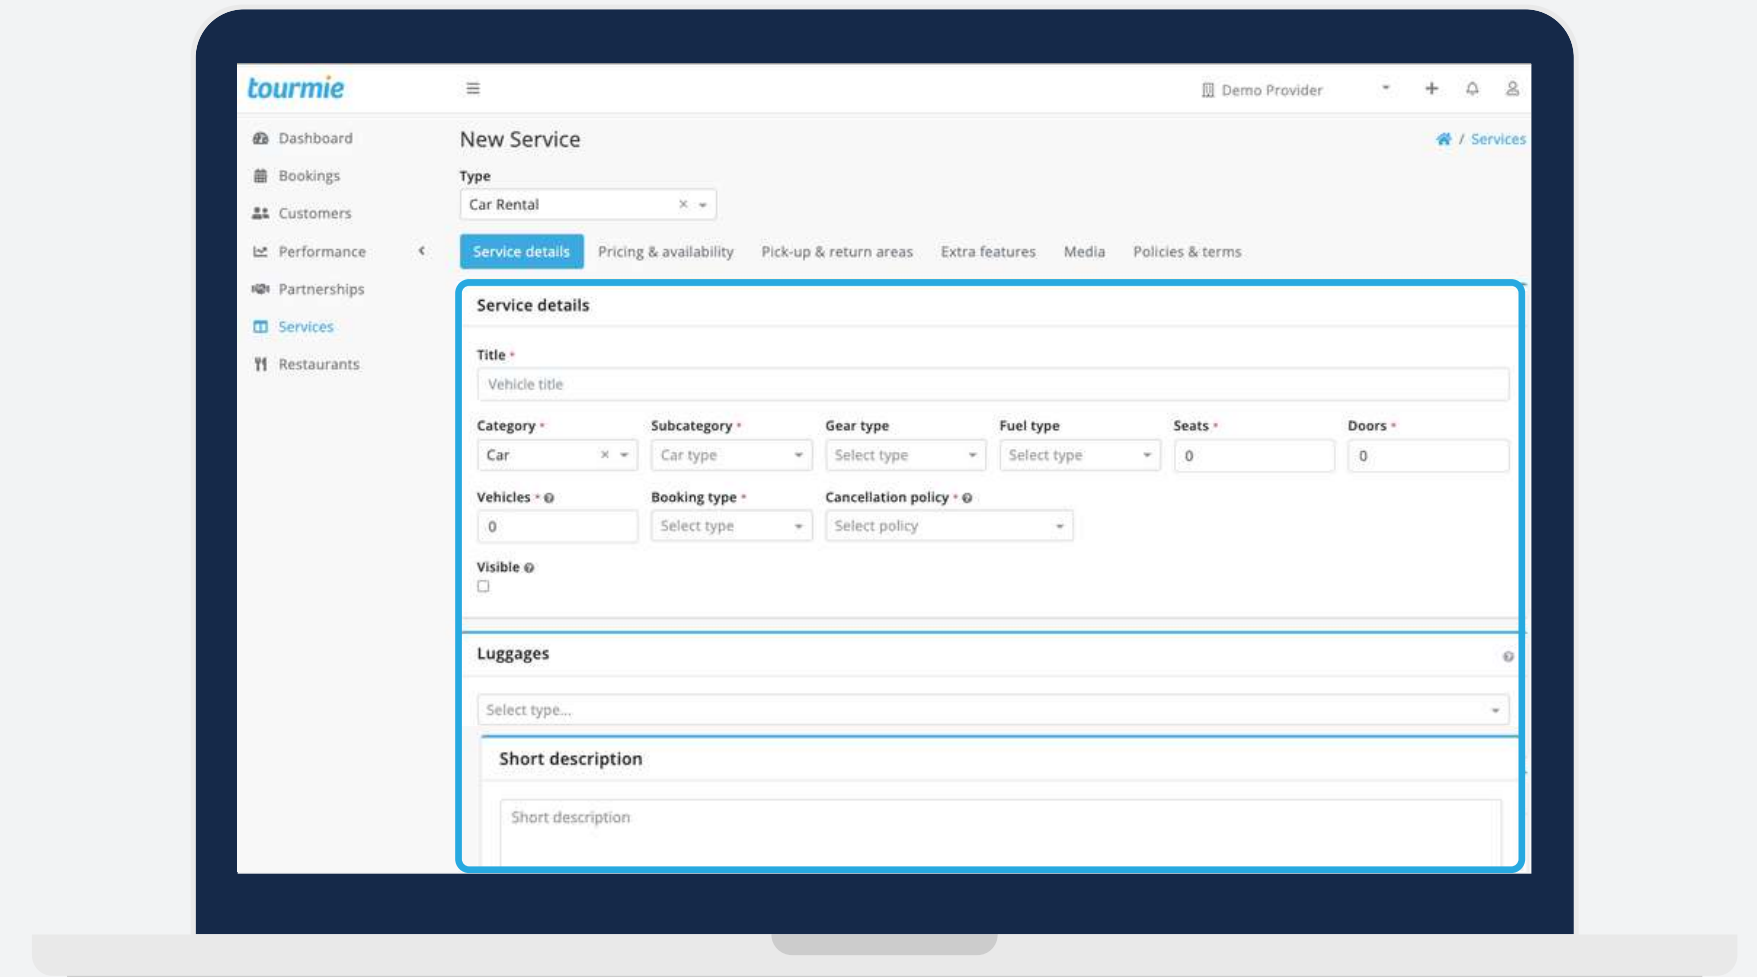 tourmie
Demo Provider
Dashboard
Bookings
Customers
Performance
Partnerships
Services
Restaurants
New Service
/ Services
Type
Car Rental
Service details Pricing & availability Pick-up & return areas Extra features Media Policies & terms
Service details
Title *
Vehicle title
Category * Subcategory * Gear type Fuel type Seats * Doors *
Car Car type Select type Select type 0 0
Vehicles * Booking type * Cancellation policy *
0 Select type Select policy
Visible
Luggages
Select type...
Short description
Short description